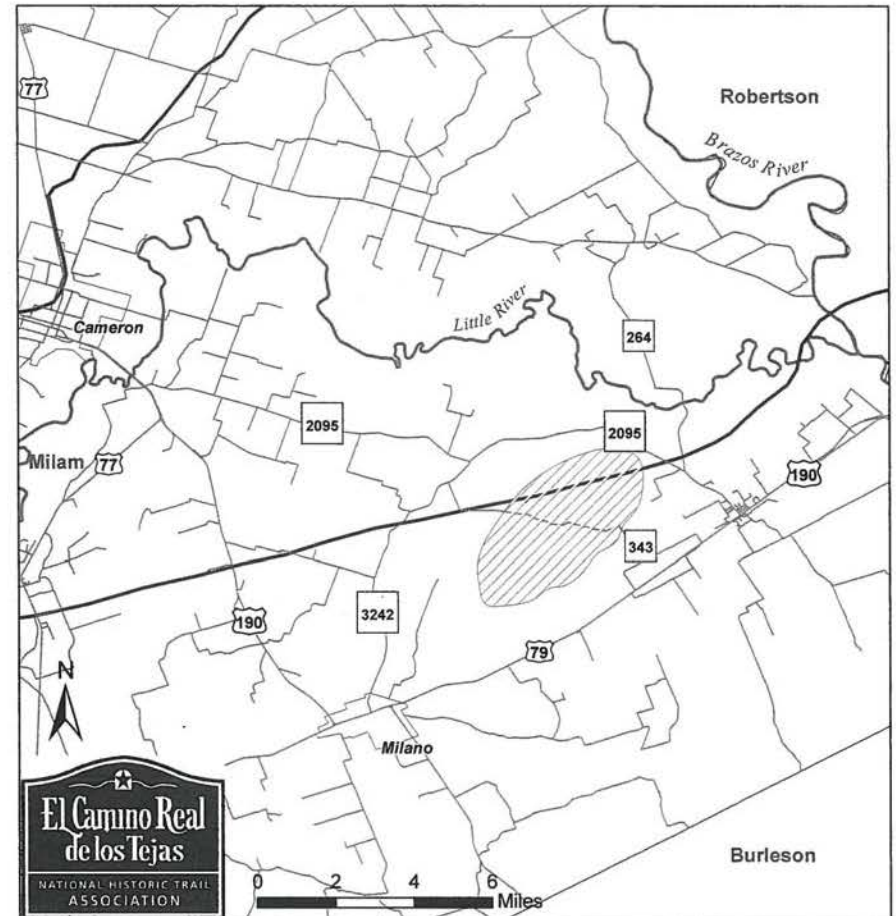 77
Robertson
Brazos River
Cameron
Little River
264
2095
2095
Milam
77
190
343
3242
190
79
N
Milano
El Camino Real
de los Tejas
NATIONAL HISTORIC TRAIL
ASSOCIATION
Burleson
0 2 4 6
Miles